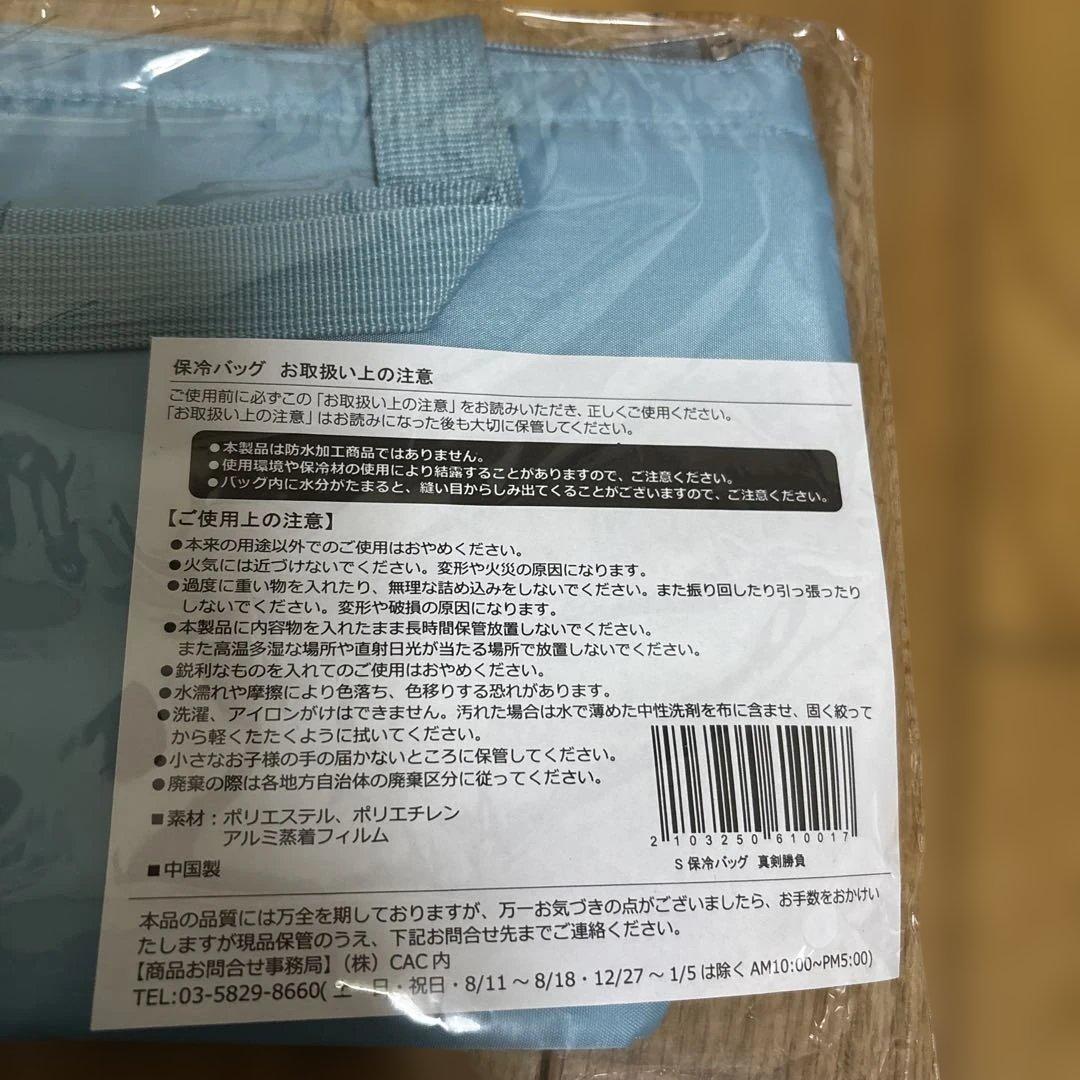 保冷バッグ お取扱い上の注意
ご使用前に必ずこの「お取扱い上の注意」をお読みいただき、正しくご使用ください。
「お取扱い上の注意」はお読みになった後も大切に保管してください。
●本製品は防水加工商品ではありません。
●使用環境や保冷材の使用により結露することがありますので、ご注意ください。
●バッグ内に水分がたまると、縫い目からしみ出てくることがございますので、ご注意ください。
【ご使用上の注意】
●本来の用途以外でのご使用はおやめください。
●火気には近づけないでください。変形や火災の原因になります。
●過度に重い物を入れたり、無理な詰め込みをしないでください。また振り回したり引っ張ったり
しないでください。変形や破損の原因になります。
●本製品に内容物を入れたまま長時間保管放置しないでください。
また高温多湿な場所や直射日光が当たる場所で放置しないでください。
●鋭利なものを入れてのご使用はおやめください。
●水濡れや摩擦により色落ち、色移りする恐れがあります。
●洗濯、アイロンがけはできません。汚れた場合は水で薄めた中性洗剤を布に含ませ、固く絞って
から軽くたたくように拭いてください。
●小さなお子様の手の届かないところに保管してください。
●廃棄の際は各地方自治体の廃棄区分に従ってください。
■素材：ポリエステル、ポリエチレン
アルミ蒸着フィルム
■中国製
2103250610017
S 保冷バッグ 真剣勝負
本品の品質には万全を期しておりますが、万一お気づきの点がございましたら、お手数をおかけい
たしますが現品保管のうえ、下記お問合せ先までご連絡ください。
【商品お問合せ事務局】（株）CAC内
TEL:03-5829-8660(土・日・祝日・8/11～8/18・12/27～1/5は除く AM10:00~PM5:00)